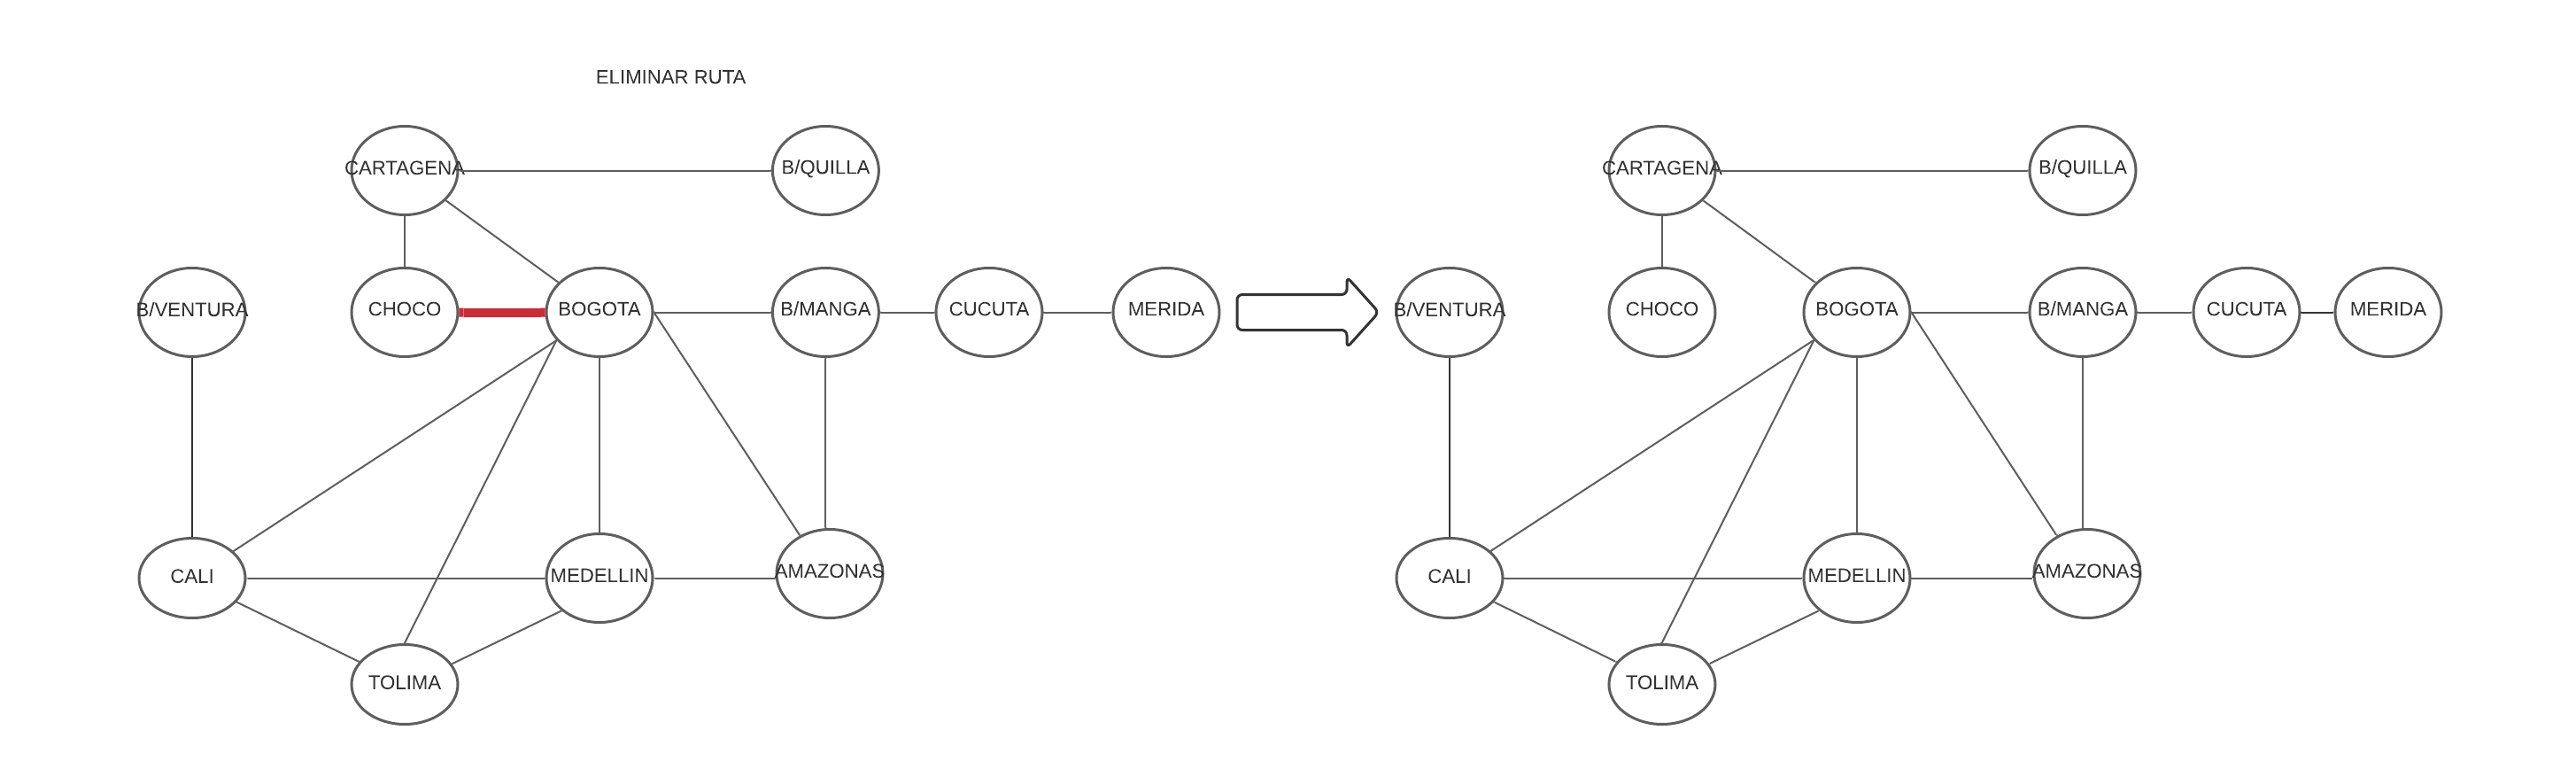 ELIMINAR RUTA
CARTAGENA
B/QUILLA
B/VENTURA
CHOCO
BOGOTA
B/MANGA
CUCUTA
MERIDA
CALI
MEDELLIN
AMAZONAS
TOLIMA
CARTAGENA
B/QUILLA
B/VENTURA
CHOCO
BOGOTA
B/MANGA
CUCUTA
MERIDA
CALI
MEDELLIN
AMAZONAS
TOLIMA